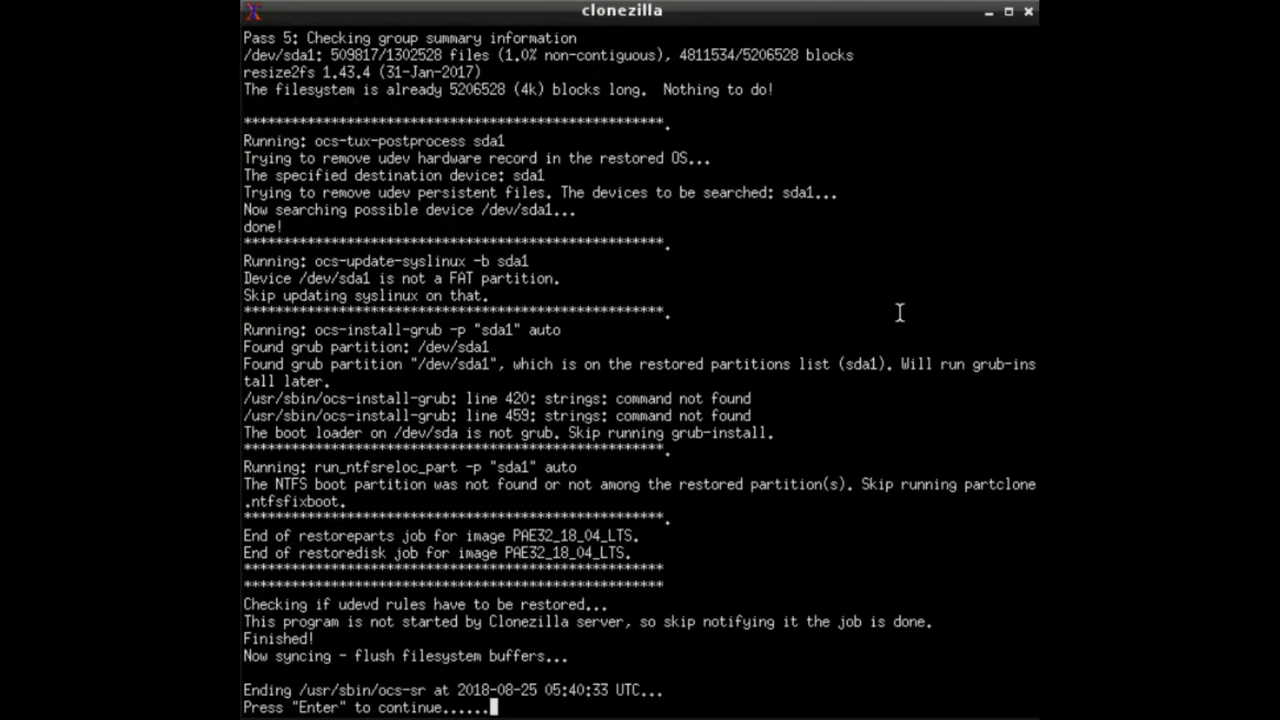 clonezilla
Pass 5: Checking group summary information
/dev/sda1: 509817/1302528 files (1.0% non-contiguous), 4811534/5206528 blocks
resize2fs 1.43.4 (31-Jan-2017)
The filesystem is already 5206528 (4k) blocks long.  Nothing to do!
*****************************************************.
Running: ocs-tux-postprocess sda1
Trying to remove udev hardware record in the restored OS...
The specified destination device: sda1
Trying to remove udev persistent files. The devices to be searched: sda1...
Now searching possible device /dev/sda1...
done!
*****************************************************.
Running: ocs-update-syslinux -b sda1
Device /dev/sda1 is not a FAT partition.
Skip updating syslinux on that.
*****************************************************.
Running: ocs-install-grub -p "sda1" auto
Found grub partition: /dev/sda1
Found grub partition "/dev/sda1", which is on the restored partitions list (sda1). Will run grub-ins
tall later.
/usr/sbin/ocs-install-grub: line 420: strings: command not found
/usr/sbin/ocs-install-grub: line 459: strings: command not found
The boot loader on /dev/sda is not grub. Skip running grub-install.
*****************************************************.
Running: run_ntfsreloc_part -p "sda1" auto
The NTFS boot partition was not found or not among the restored partition(s). Skip running partclone
.ntfsfixboot.
*****************************************************.
End of restoreparts job for image PAE32_18_04_LTS.
End of restoredisk job for image PAE32_18_04_LTS.
*****************************************************
*****************************************************
Checking if udevd rules have to be restored...
This program is not started by Clonezilla server, so skip notifying it the job is done.
Finished!
Now syncing - flush filesystem buffers...
Ending /usr/sbin/ocs-sr at 2018-08-25 05:40:33 UTC...
Press "Enter" to continue......